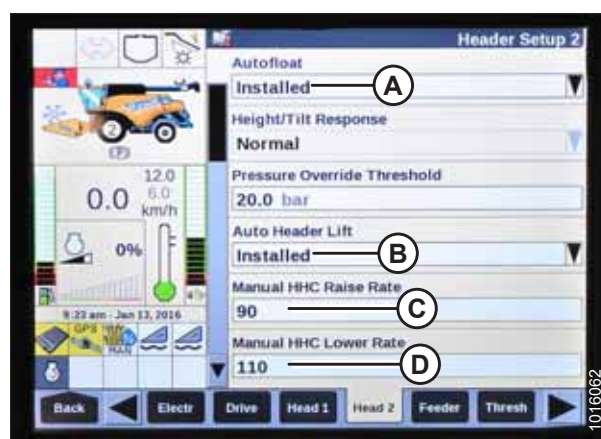 Header Setup 2
Autofloat
Installed
A
Height/Tilt Response
Normal
Pressure Override Threshold
20.0 bar
Auto Header Lift
Installed
B
Manual HHC Raise Rate
90
C
Manual HHC Lower Rate
110
D
2
(P)
12.0
0.0
6.0
km/h
0%
9:23 am - Jan 13, 2016
GPS
RAN
Back
Electr
Drive
Head 1
Head 2
Feeder
Thresh
1016062